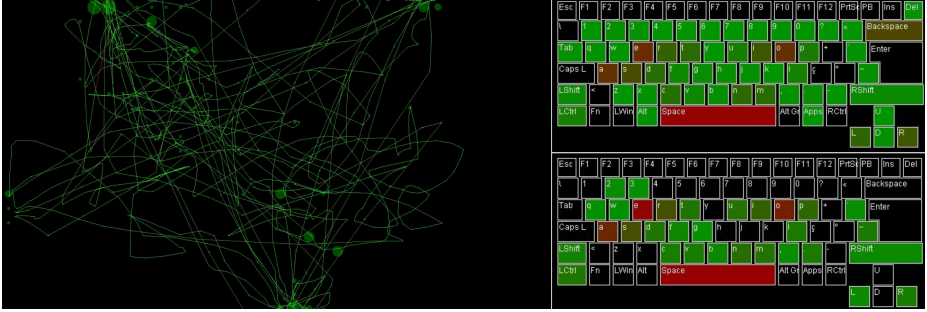 Esc F1 F2 F3 F4 F5 F6 F7 F8 F9 F10 F11 F12 PrtSc PB Ins Del
\ 1 2 3 4 5 6 7 8 9 0 ? « Backspace
Tab q w e r t y u i o p + ´ Enter
Caps L a s d f g h j k l ç º ~
LShift < z x c v b n m , . - RShift
LCtrl Fn LWin Alt Space Alt Gr Apps RCtrl U
L D R
Esc F1 F2 F3 F4 F5 F6 F7 F8 F9 F10 F11 F12 PrtSc PB Ins Del
\ 1 2 3 4 5 6 7 8 9 0 ? « Backspace
Tab q w e r t y u i o p + ´ Enter
Caps L a s d f g h j k l ç º ~
LShift < z x c v b n m , . - RShift
LCtrl Fn LWin Alt Space Alt Gr Apps RCtrl U
L D R